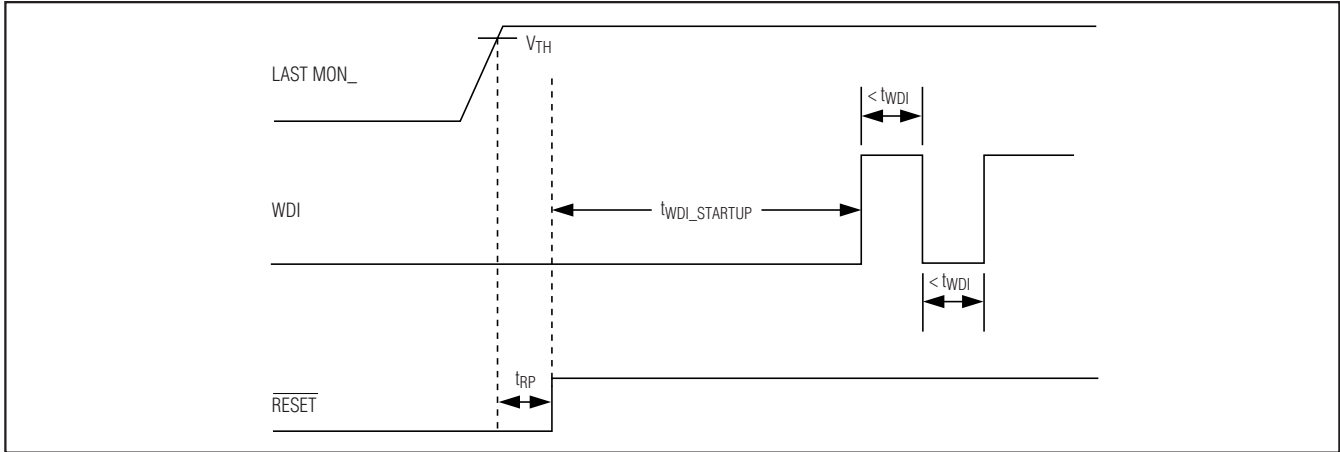 VTH
LAST MON_
< tWDI
WDI
tWDI_STARTUP
< tWDI
tRP
RESET